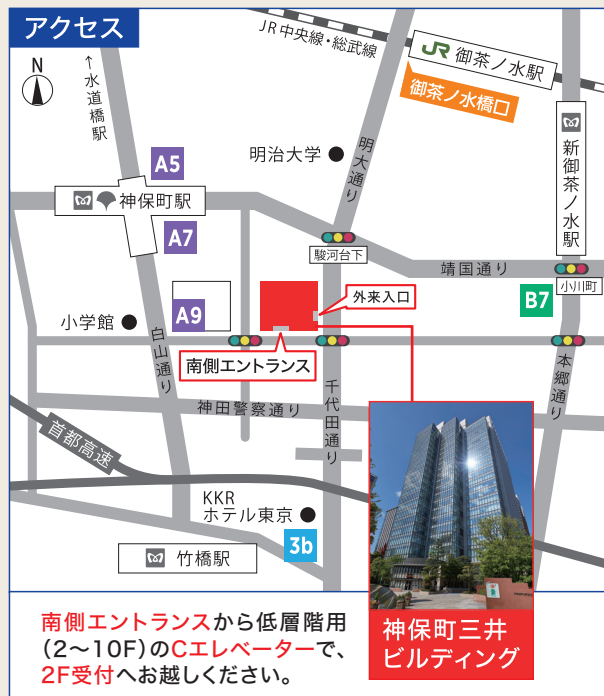 アクセス
N
↑水道橋駅
JR中央線・総武線
JR 御茶ノ水駅
御茶ノ水橋口
明治大学
明大通り
新御茶ノ水駅
A5
神保町駅
A7
駿河台下
靖国通り
小川町
B7
外来入口
A9
小学館
白山通り
南側エントランス
千代田通り
本郷通り
神田警察通り
首都高速
KKR
ホテル東京
3b
竹橋駅
神保町三井
ビルディング
南側エントランスから低層階用
(2〜10F)のCエレベーターで、
2F受付へお越しください。